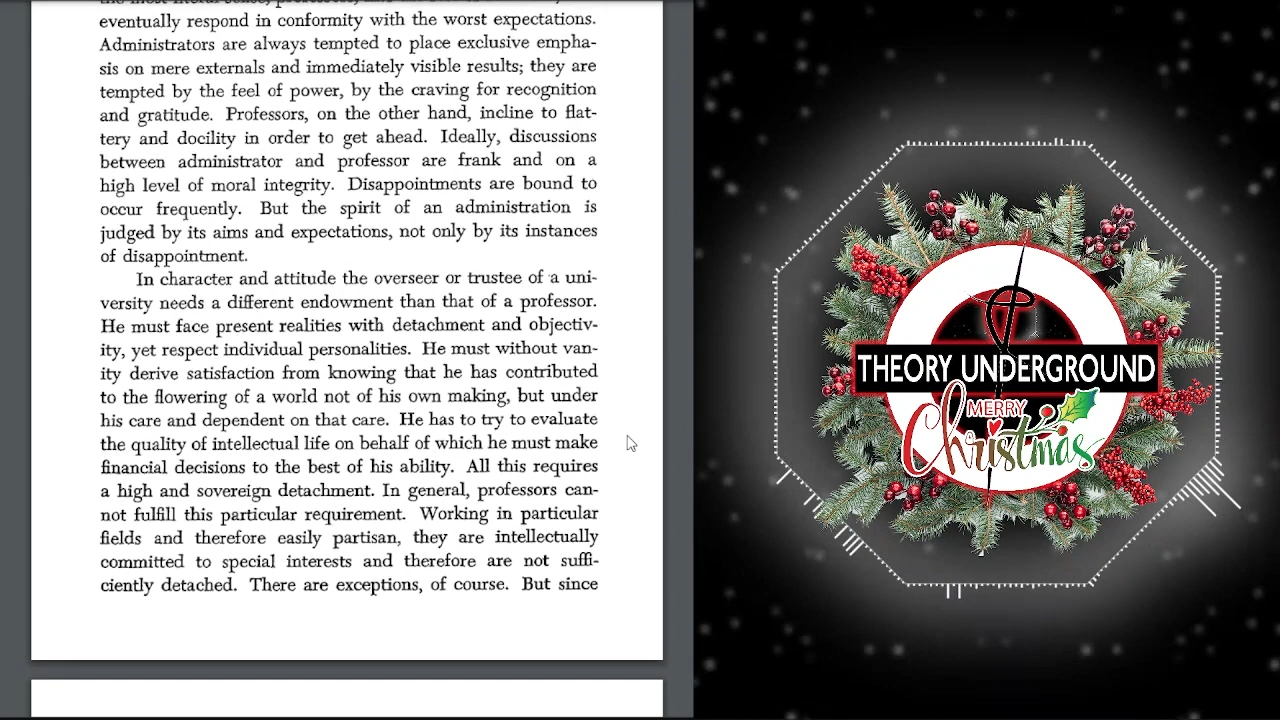 eventually respond in conformity with the worst expectations.
Administrators are always tempted to place exclusive empha-
sis on mere externals and immediately visible results; they are
tempted by the feel of power, by the craving for recognition
and gratitude. Professors, on the other hand, incline to flat-
tery and docility in order to get ahead. Ideally, discussions
between administrator and professor are frank and on a
high level of moral integrity. Disappointments are bound to
occur frequently. But the spirit of an administration is
judged by its aims and expectations, not only by its instances
of disappointment.
In character and attitude the overseer or trustee of a uni-
versity needs a different endowment than that of a professor.
He must face present realities with detachment and objectiv-
ity, yet respect individual personalities. He must without van-
ity derive satisfaction from knowing that he has contributed
to the flowering of a world not of his own making, but under
his care and dependent on that care. He has to try to evaluate
the quality of intellectual life on behalf of which he must make
financial decisions to the best of his ability. All this requires
a high and sovereign detachment. In general, professors can-
not fulfill this particular requirement. Working in particular
fields and therefore easily partisan, they are intellectually
committed to special interests and therefore are not suffi-
ciently detached. There are exceptions, of course. But since
THEORY UNDERGROUND
MERRY
Christmas